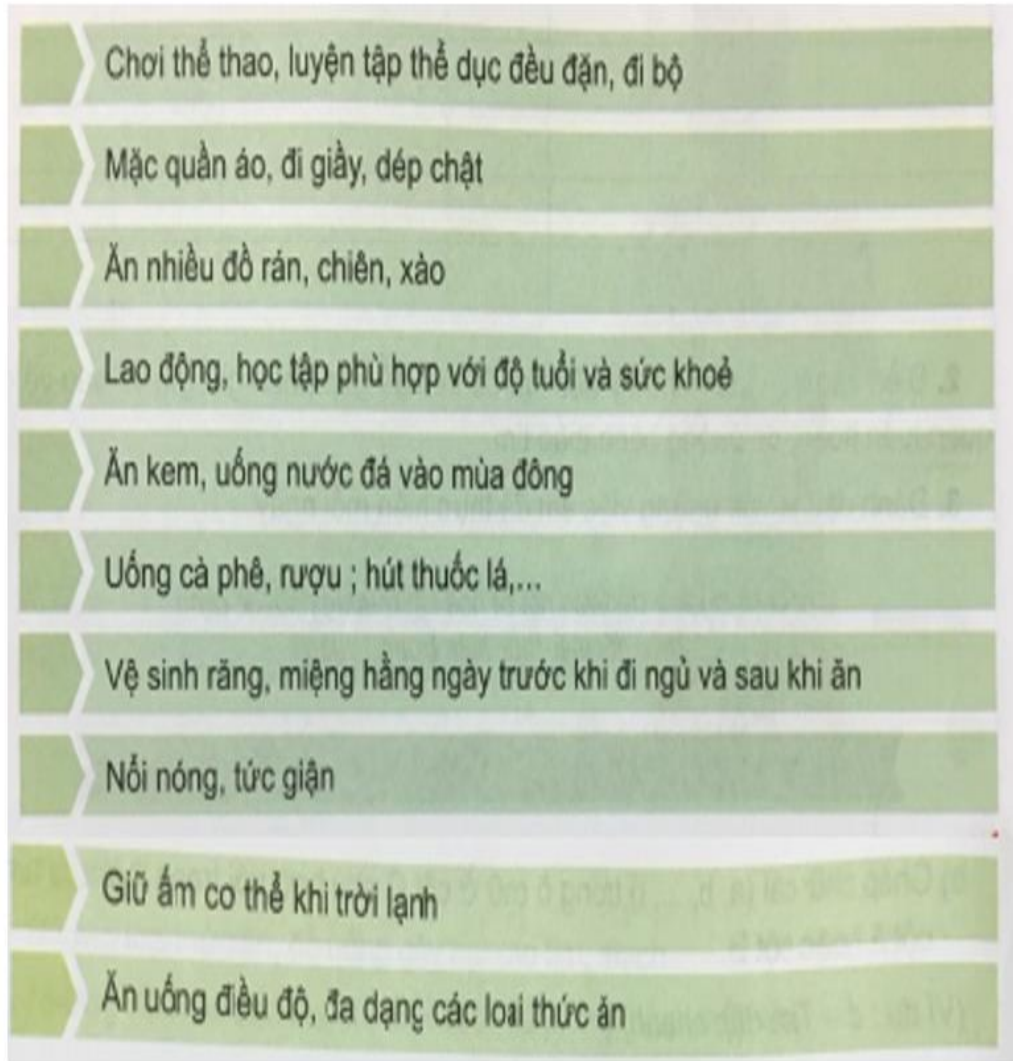 Chơi thể thao, luyện tập thể dục đều đặn, đi bộ
Mặc quần áo, đi giầy, dép chật
Ăn nhiều đồ rán, chiên, xào
Lao động, học tập phù hợp với độ tuổi và sức khoẻ
Ăn kem, uống nước đá vào mùa đông
Uống cà phê, rượu ; hút thuốc lá,...
Vệ sinh răng, miệng hằng ngày trước khi đi ngủ và sau khi ăn
Nổi nóng, tức giận
Giữ ấm cơ thể khi trời lạnh
Ăn uống điều độ, đa dạng các loại thức ăn